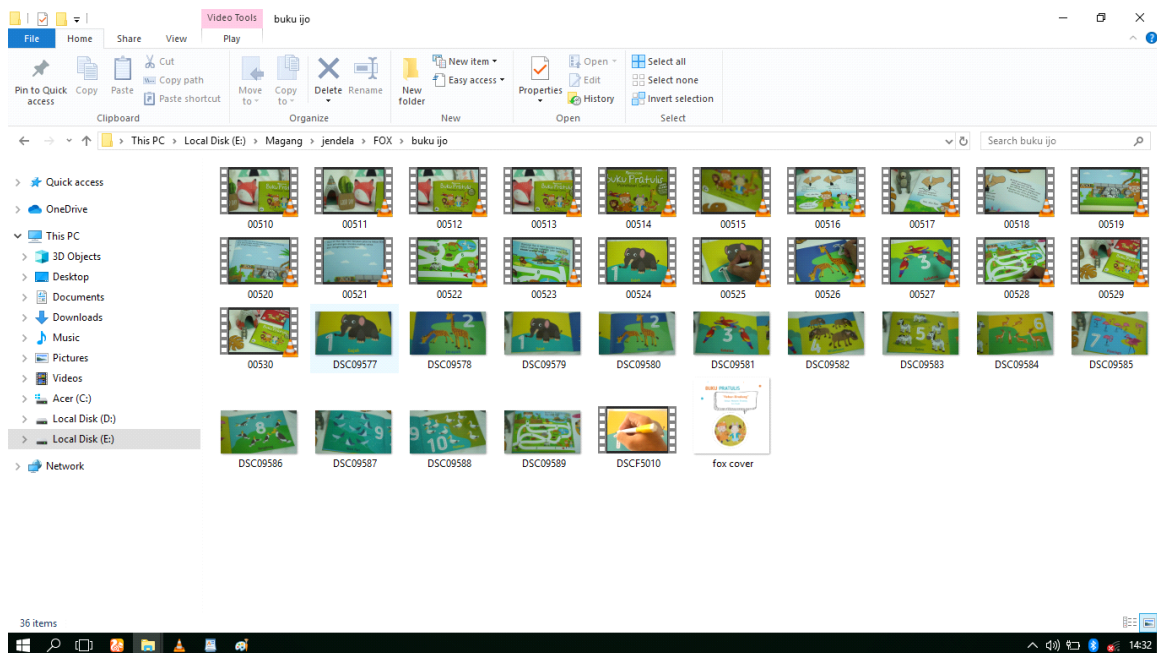 Video Tools
buku ijo
File
Home
Share
View
Play
Pin to Quick access
Copy
Paste
Cut
Copy path
Paste shortcut
Clipboard
Move to
Copy to
Delete
Rename
Organize
New folder
New item
Easy access
New
Properties
Open
Edit
History
Open
Select all
Select none
Invert selection
Select
This PC > Local Disk (E:) > Magang > jendela > FOX > buku ijo
Search buku ijo
Quick access
OneDrive
This PC
3D Objects
Desktop
Documents
Downloads
Music
Pictures
Videos
Acer (C:)
Local Disk (D:)
Local Disk (E:)
Network
00510 00511 00512 00513 00514 00515 00516 00517 00518 00519
00520 00521 00522 00523 00524 00525 00526 00527 00528 00529
00530 DSC09577 DSC09578 DSC09579 DSC09580 DSC09581 DSC09582 DSC09583 DSC09584 DSC09585
DSC09586 DSC09587 DSC09588 DSC09589 DSCF5010 fox cover
36 items
14:32